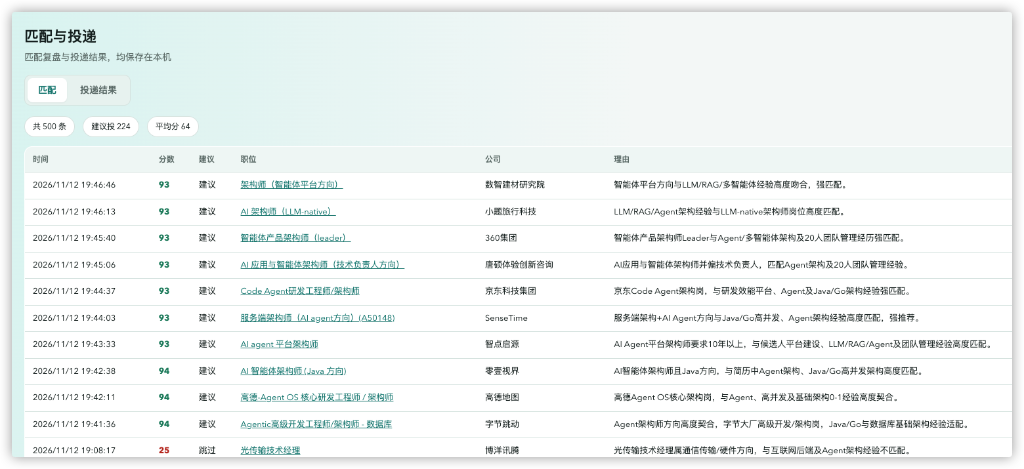 匹配与投递
匹配复盘与投递结果，均保存在本机
匹配 投递结果
共 500 条 建议投 224 平均分 64
时间 分数 建议 职位 公司 理由
2026/11/12 19:46:46 93 建议 架构师（智能体平台方向） 数智建材研究院 智能体平台方向与LLM/RAG/多智能体经验高度吻合，强匹配。
2026/11/12 19:46:13 93 建议 AI 架构师（LLM-native） 小题旅行科技 LLM/RAG/Agent架构经验与LLM-native架构师岗位高度匹配。
2026/11/12 19:45:40 93 建议 智能体产品架构师（leader） 360集团 智能体产品架构师Leader与Agent/多智能体架构及20人团队管理经历强匹配。
2026/11/12 19:45:06 93 建议 AI 应用与智能体架构师（技术负责人方向） 唐顿体验创新咨询 AI应用与智能体架构师并偏技术负责人，匹配Agent架构及20人团队管理经验。
2026/11/12 19:44:37 93 建议 Code Agent研发工程师/架构师 京东科技集团 京东Code Agent架构岗，与研发效能平台、Agent及Java/Go架构经验强匹配。
2026/11/12 19:44:03 93 建议 服务端架构师（AI agent方向）(A50148) SenseTime 服务端架构+AI Agent方向与Java/Go高并发、Agent架构经验高度匹配，强推荐。
2026/11/12 19:43:33 93 建议 AI agent 平台架构师 智点启源 AI Agent平台架构师要求10年以上，与候选人平台建设、LLM/RAG/Agent及团队管理经验高度匹配。
2026/11/12 19:42:38 94 建议 AI 智能体架构师 (Java 方向) 零壹视界 AI智能体架构师且Java方向，与简历中Agent架构、Java/Go高并发架构高度匹配。
2026/11/12 19:42:11 94 建议 高德-Agent OS 核心研发工程师 / 架构师 高德地图 高德Agent OS核心架构岗，与Agent、高并发及基础架构0-1经验高度契合。
2026/11/12 19:41:36 94 建议 Agentic高级开发工程师/架构师 - 数据库 字节跳动 Agent架构师方向高度契合，字节大厂高级开发/架构岗，Java/Go与数据库基础架构经验适配。
2026/11/12 19:08:17 25 跳过 光传输技术经理 博洋讯腾 光传输技术经理属通信传输/硬件方向，与互联网后端及Agent架构经验不匹配。